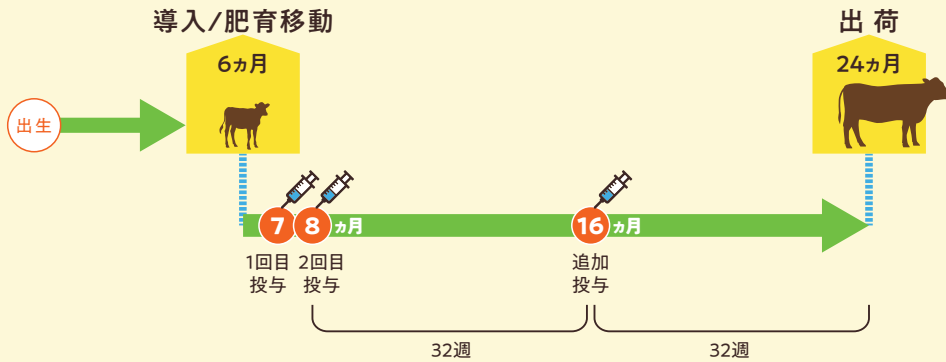 導入/肥育移動
出 荷
6ヵ月
24ヵ月
出生
7 8 ヵ月
16 ヵ月
1回目
投与
2回目
投与
追加
投与
32週
32週